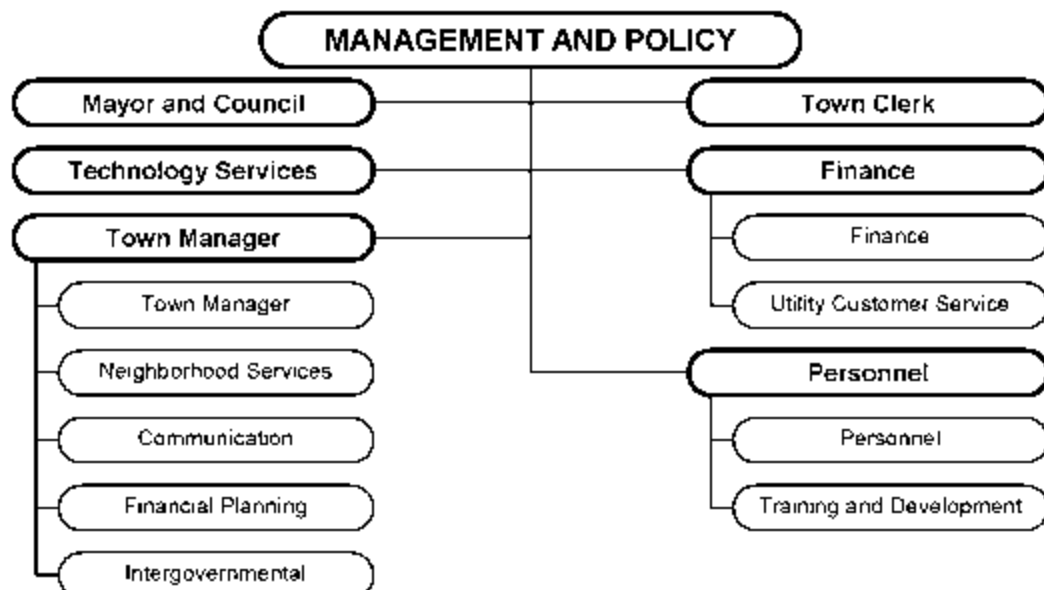 MANAGEMENT AND POLICY
Mayor and Council
Town Clerk
Technology Services
Finance
Town Manager
Finance
Town Manager
Utility Customer Service
Neighborhood Services
Personnel
Communication
Personnel
Financial Planning
Training and Development
Intergovernmental